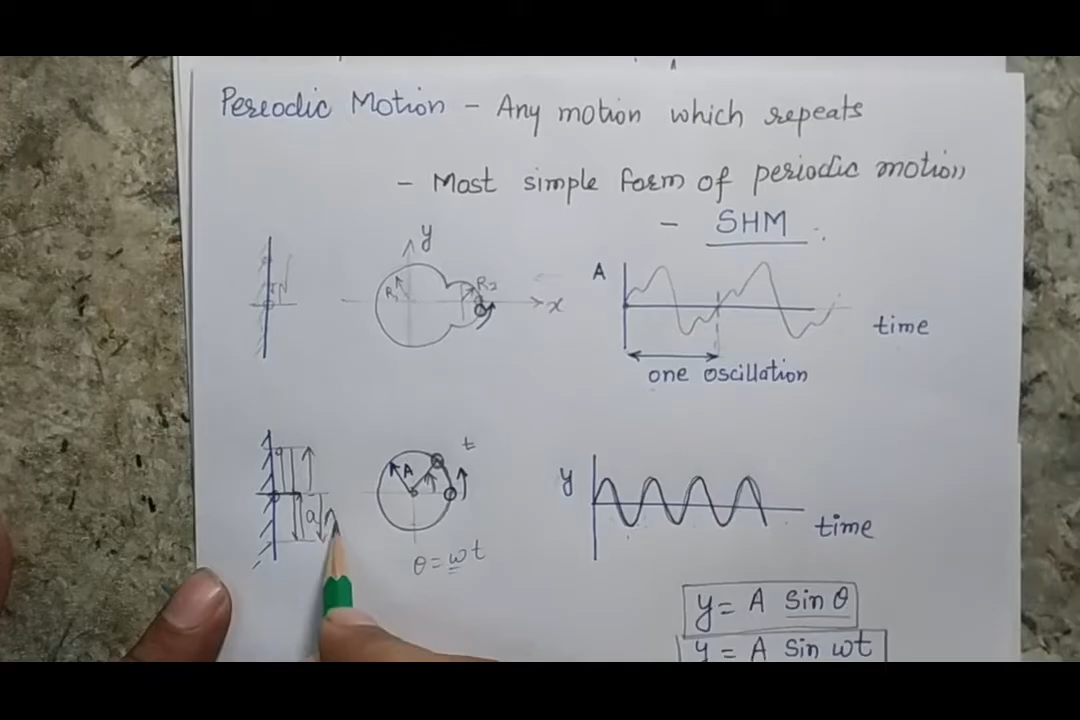 Periodic Motion - Any motion which repeats
- Most simple form of periodic motion
- SHM
y
R1
R2
x
A
time
one oscillation
t
A
a
θ = ωt
y
time
y = A sin θ
y = A sin ωt